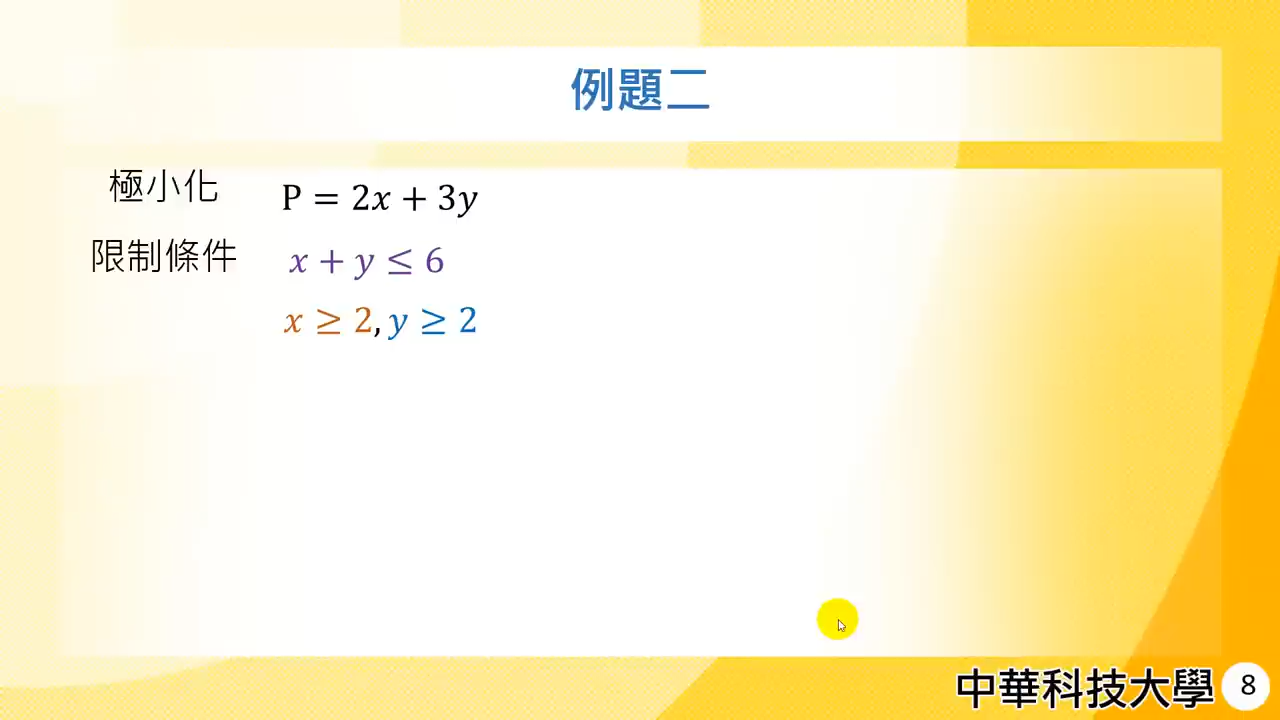 例題二
極小化 P = 2x + 3y
限制條件 x + y ≤ 6
x ≥ 2, y ≥ 2
中華科技大學 8